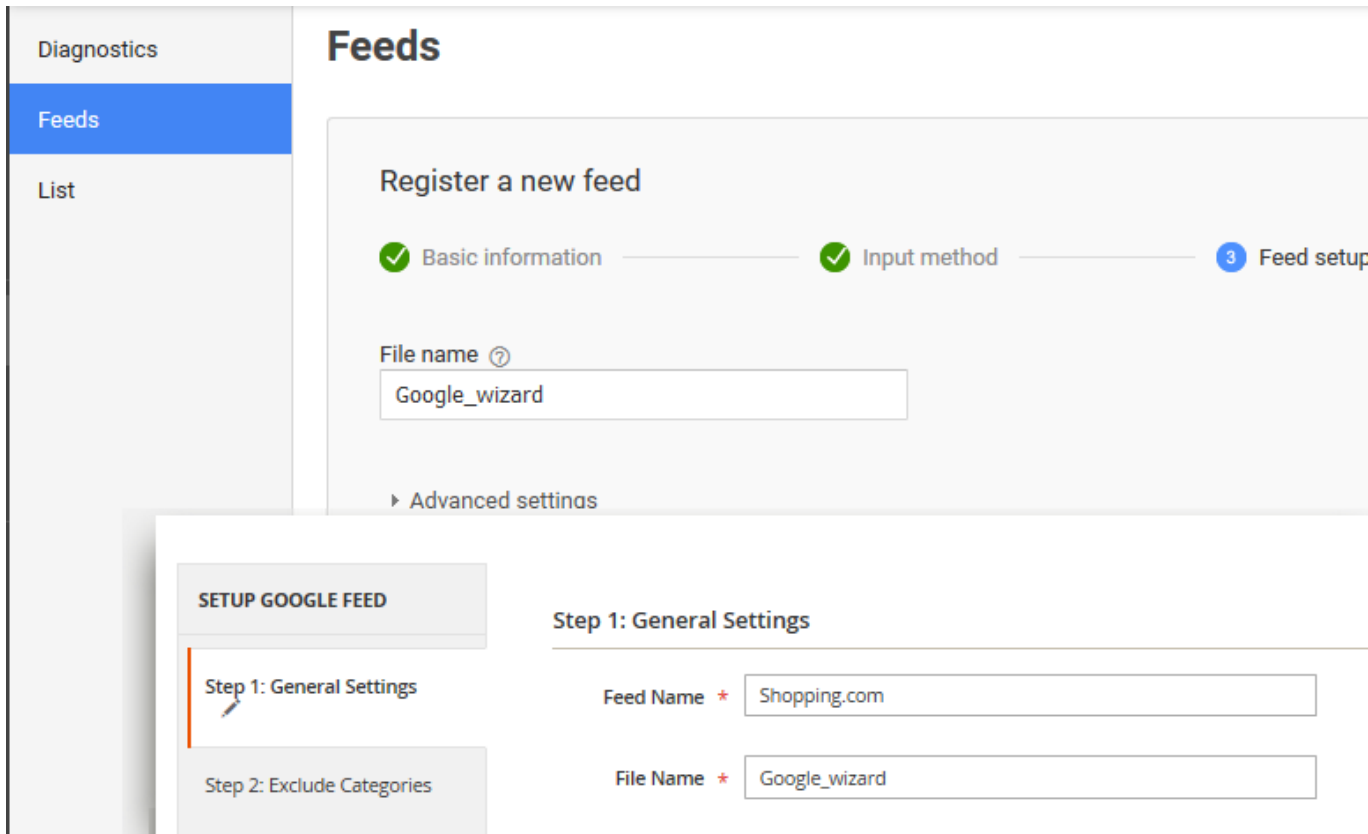 Diagnostics
Feeds
List
Feeds
Register a new feed
Basic information
Input method
3 Feed setup
File name ?
Google_wizard
Advanced settings
SETUP GOOGLE FEED
Step 1: General Settings
Step 2: Exclude Categories
Step 1: General Settings
Feed Name * Shopping.com
File Name * Google_wizard